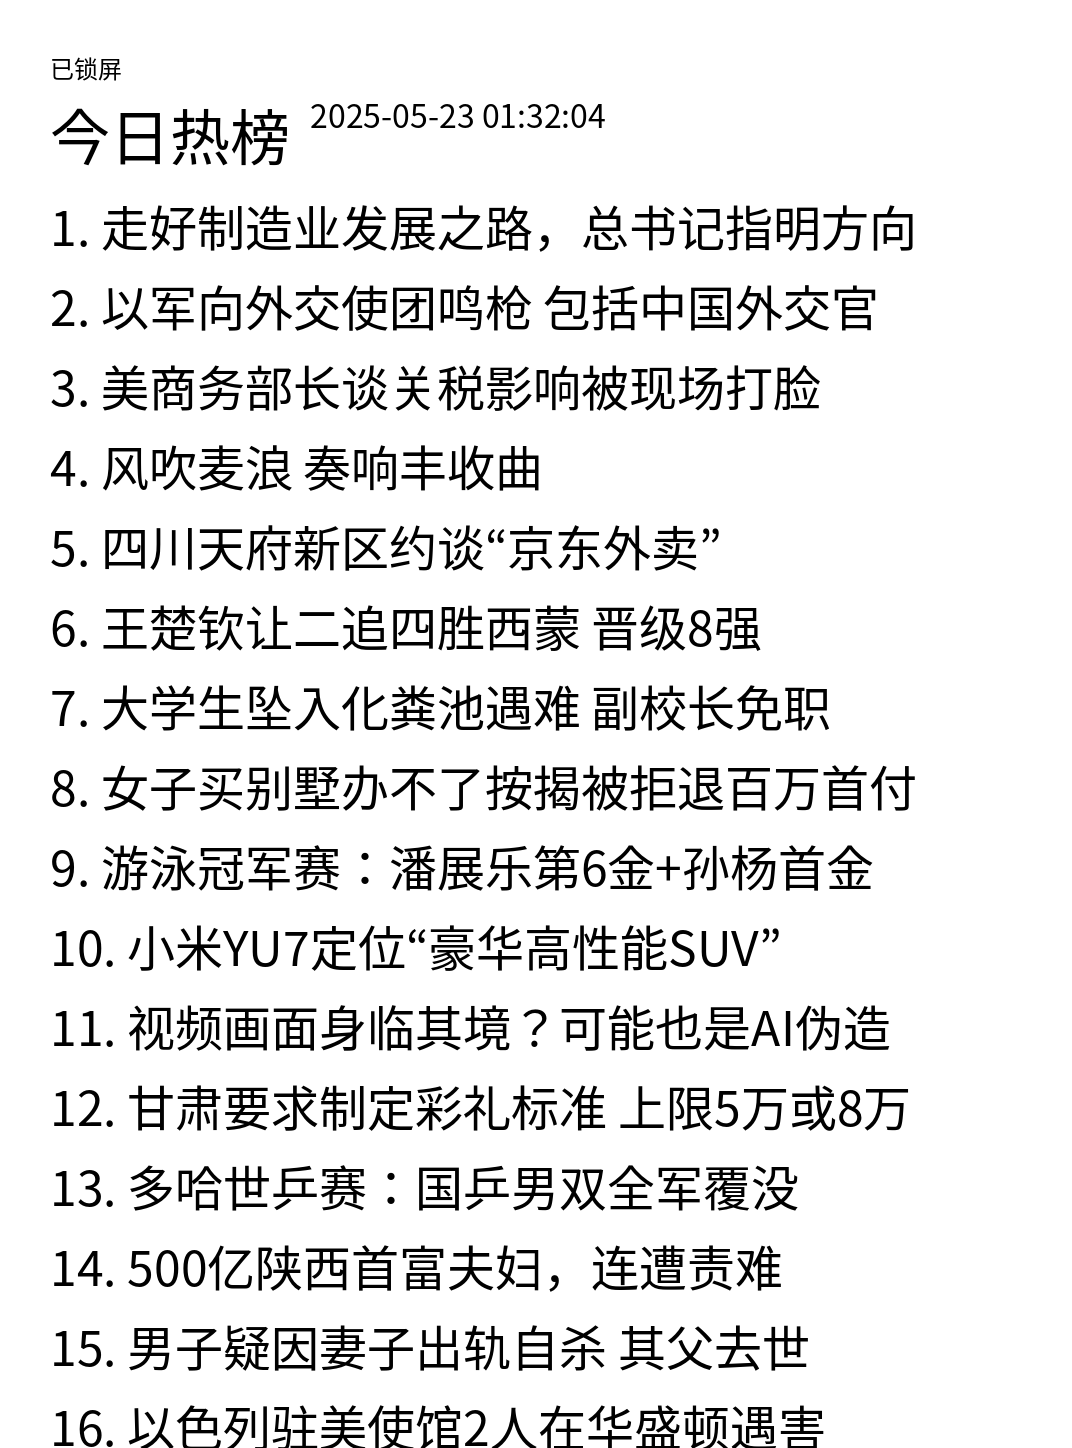 已锁屏
今日热榜 2025-05-23 01:32:04
1. 走好制造业发展之路，总书记指明方向
2. 以军向外交使团鸣枪 包括中国外交官
3. 美商务部长谈关税影响被现场打脸
4. 风吹麦浪 奏响丰收曲
5. 四川天府新区约谈“京东外卖”
6. 王楚钦让二追四胜西蒙 晋级8强
7. 大学生坠入化粪池遇难 副校长免职
8. 女子买别墅办不了按揭被拒退百万首付
9. 游泳冠军赛：潘展乐第6金+孙杨首金
10. 小米YU7定位“豪华高性能SUV”
11. 视频画面身临其境？可能也是AI伪造
12. 甘肃要求制定彩礼标准 上限5万或8万
13. 多哈世乒赛：国乒男双全军覆没
14. 500亿陕西首富夫妇，连遭责难
15. 男子疑因妻子出轨自杀 其父去世
16. 以色列驻美使馆2人在华盛顿遇害